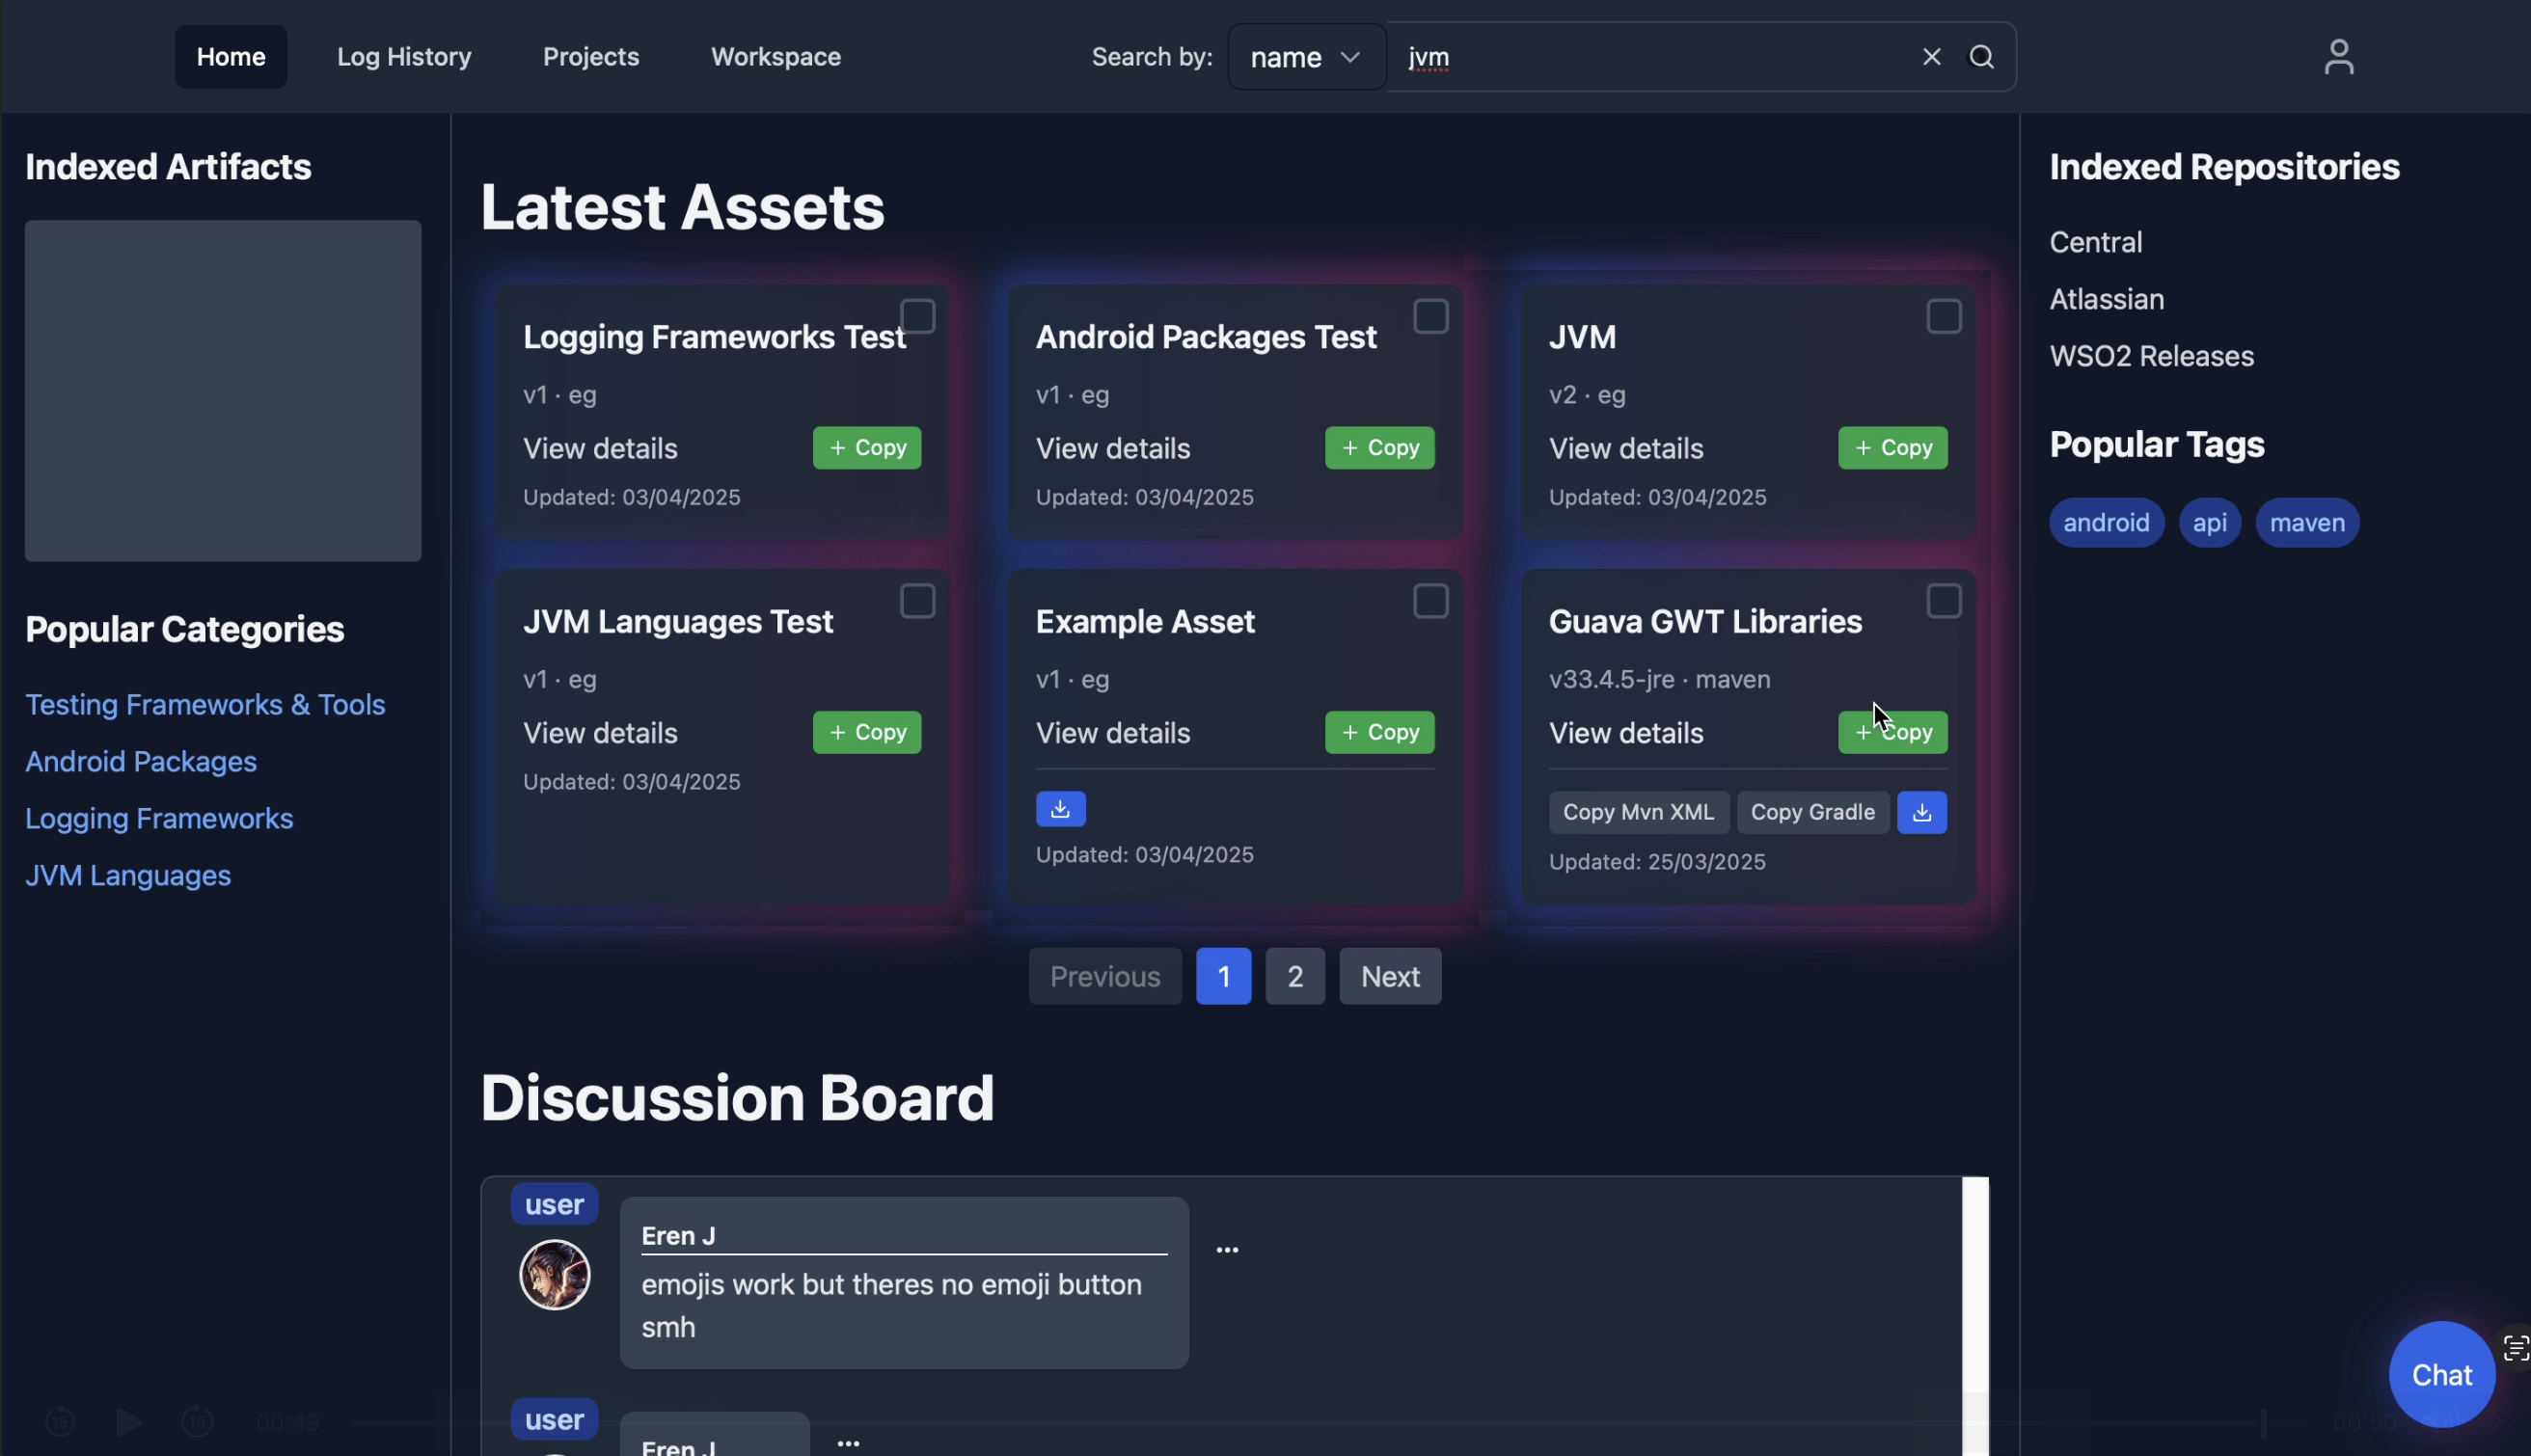 Home
Log History
Projects
Workspace
Search by:
name
jvm
Indexed Artifacts
Popular Categories
Testing Frameworks & Tools
Android Packages
Logging Frameworks
JVM Languages
Latest Assets
Logging Frameworks Test
v1 · eg
View details
+ Copy
Updated: 03/04/2025
Android Packages Test
v1 · eg
View details
+ Copy
Updated: 03/04/2025
JVM
v2 · eg
View details
+ Copy
Updated: 03/04/2025
JVM Languages Test
v1 · eg
View details
+ Copy
Updated: 03/04/2025
Example Asset
v1 · eg
View details
+ Copy
Updated: 03/04/2025
Guava GWT Libraries
v33.4.5-jre · maven
View details
+ Copy
Copy Mvn XML
Copy Gradle
Updated: 25/03/2025
Previous
1
2
Next
Discussion Board
user
Eren J
emojis work but theres no emoji button
smh
user
Eren J
Indexed Repositories
Central
Atlassian
WSO2 Releases
Popular Tags
android
api
maven
Chat
15
15
00:49
00:50